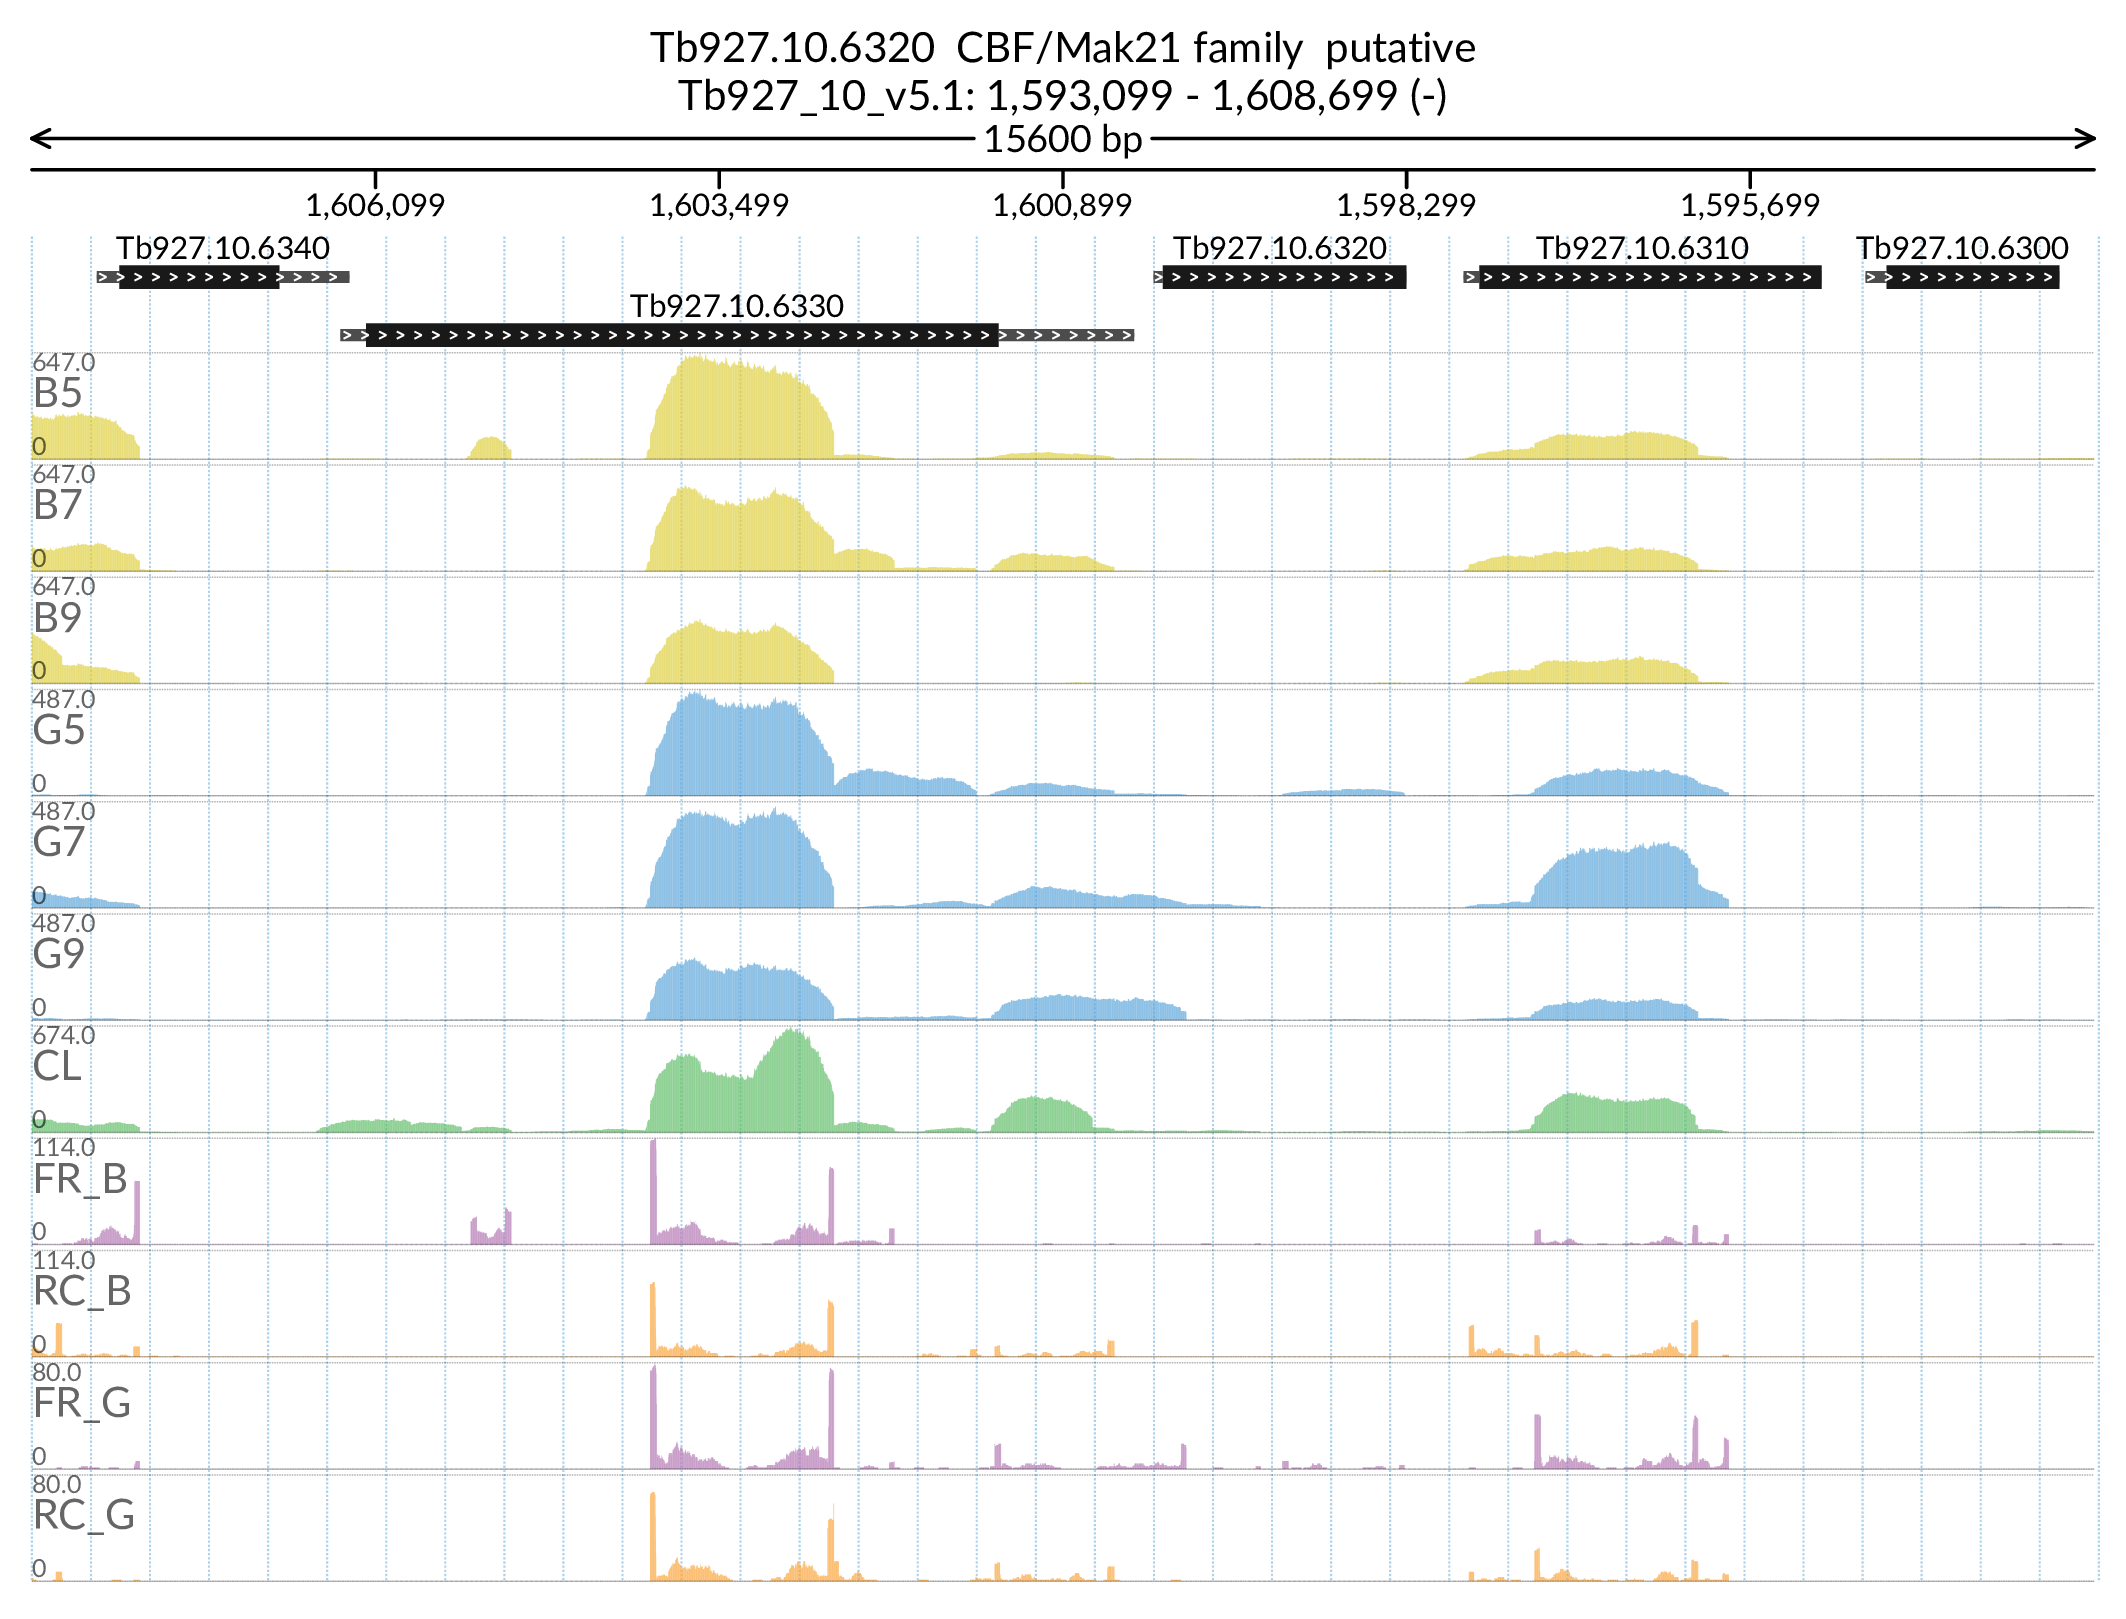 Tb927.10.6320 CBF/Mak21 family putative
Tb927_10_v5.1: 1,593,099 - 1,608,699 (-)
15600 bp
1,606,099 1,603,499 1,600,899 1,598,299 1,595,699
Tb927.10.6340 Tb927.10.6320 Tb927.10.6310 Tb927.10.6300
Tb927.10.6330
647.0
B5
0
647.0
B7
0
647.0
B9
0
487.0
G5
0
487.0
G7
0
487.0
G9
0
674.0
CL
0
114.0
FR_B
0
114.0
RC_B
0
80.0
FR_G
0
80.0
RC_G
0